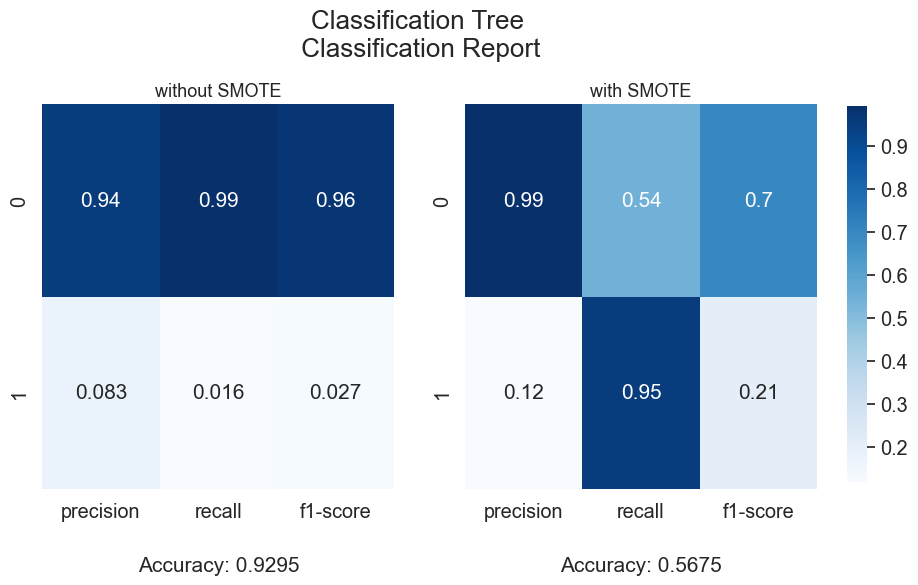 Classification Tree
Classification Report
without SMOTE
0
0.94 0.99 0.96
1
0.083 0.016 0.027
precision recall f1-score
Accuracy: 0.9295
with SMOTE
0
0.99 0.54 0.7
1
0.12 0.95 0.21
precision recall f1-score
Accuracy: 0.5675
0.9
0.8
0.7
0.6
0.5
0.4
0.3
0.2